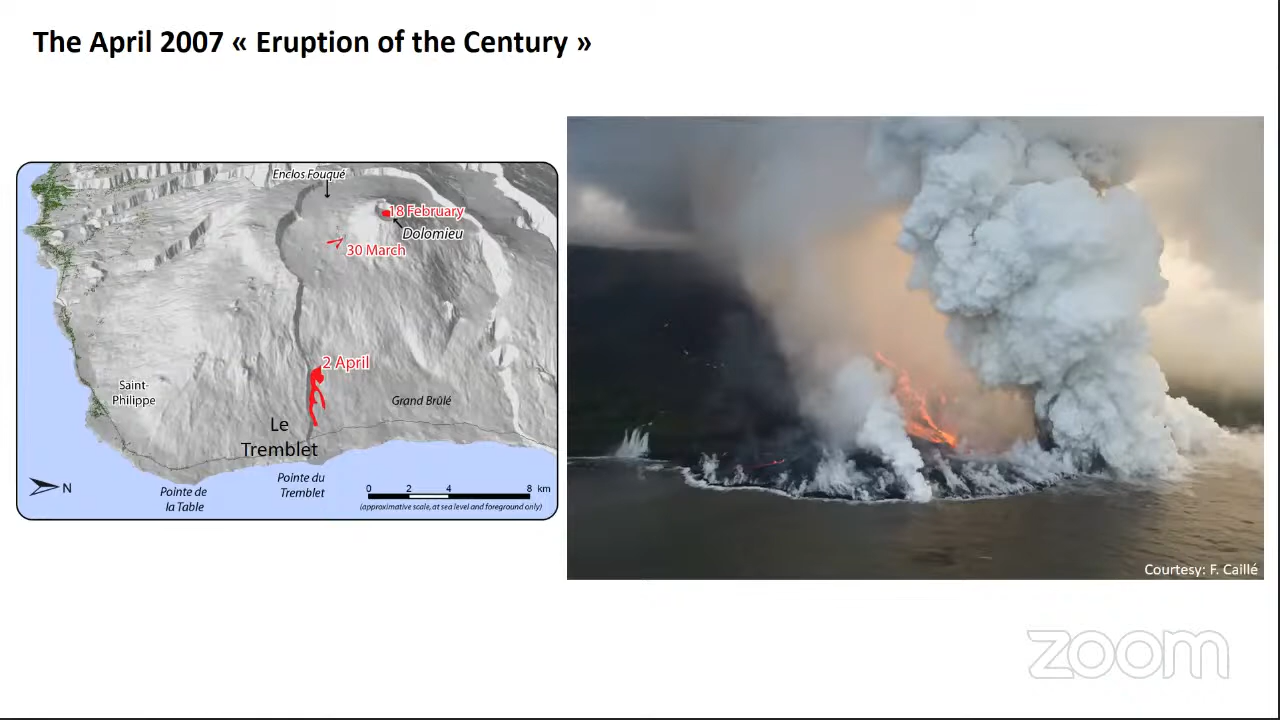 The April 2007 « Eruption of the Century »
Enclos Fouqué
18 February
Dolomieu
30 March
2 April
Saint-
Philippe
Grand Brûlé
Le
Tremblet
N
Pointe de
la Table
Pointe du
Tremblet
0 2 4 8 km
(approximative scale, at sea level and foreground only)
Courtesy: F. Caillé
zoom